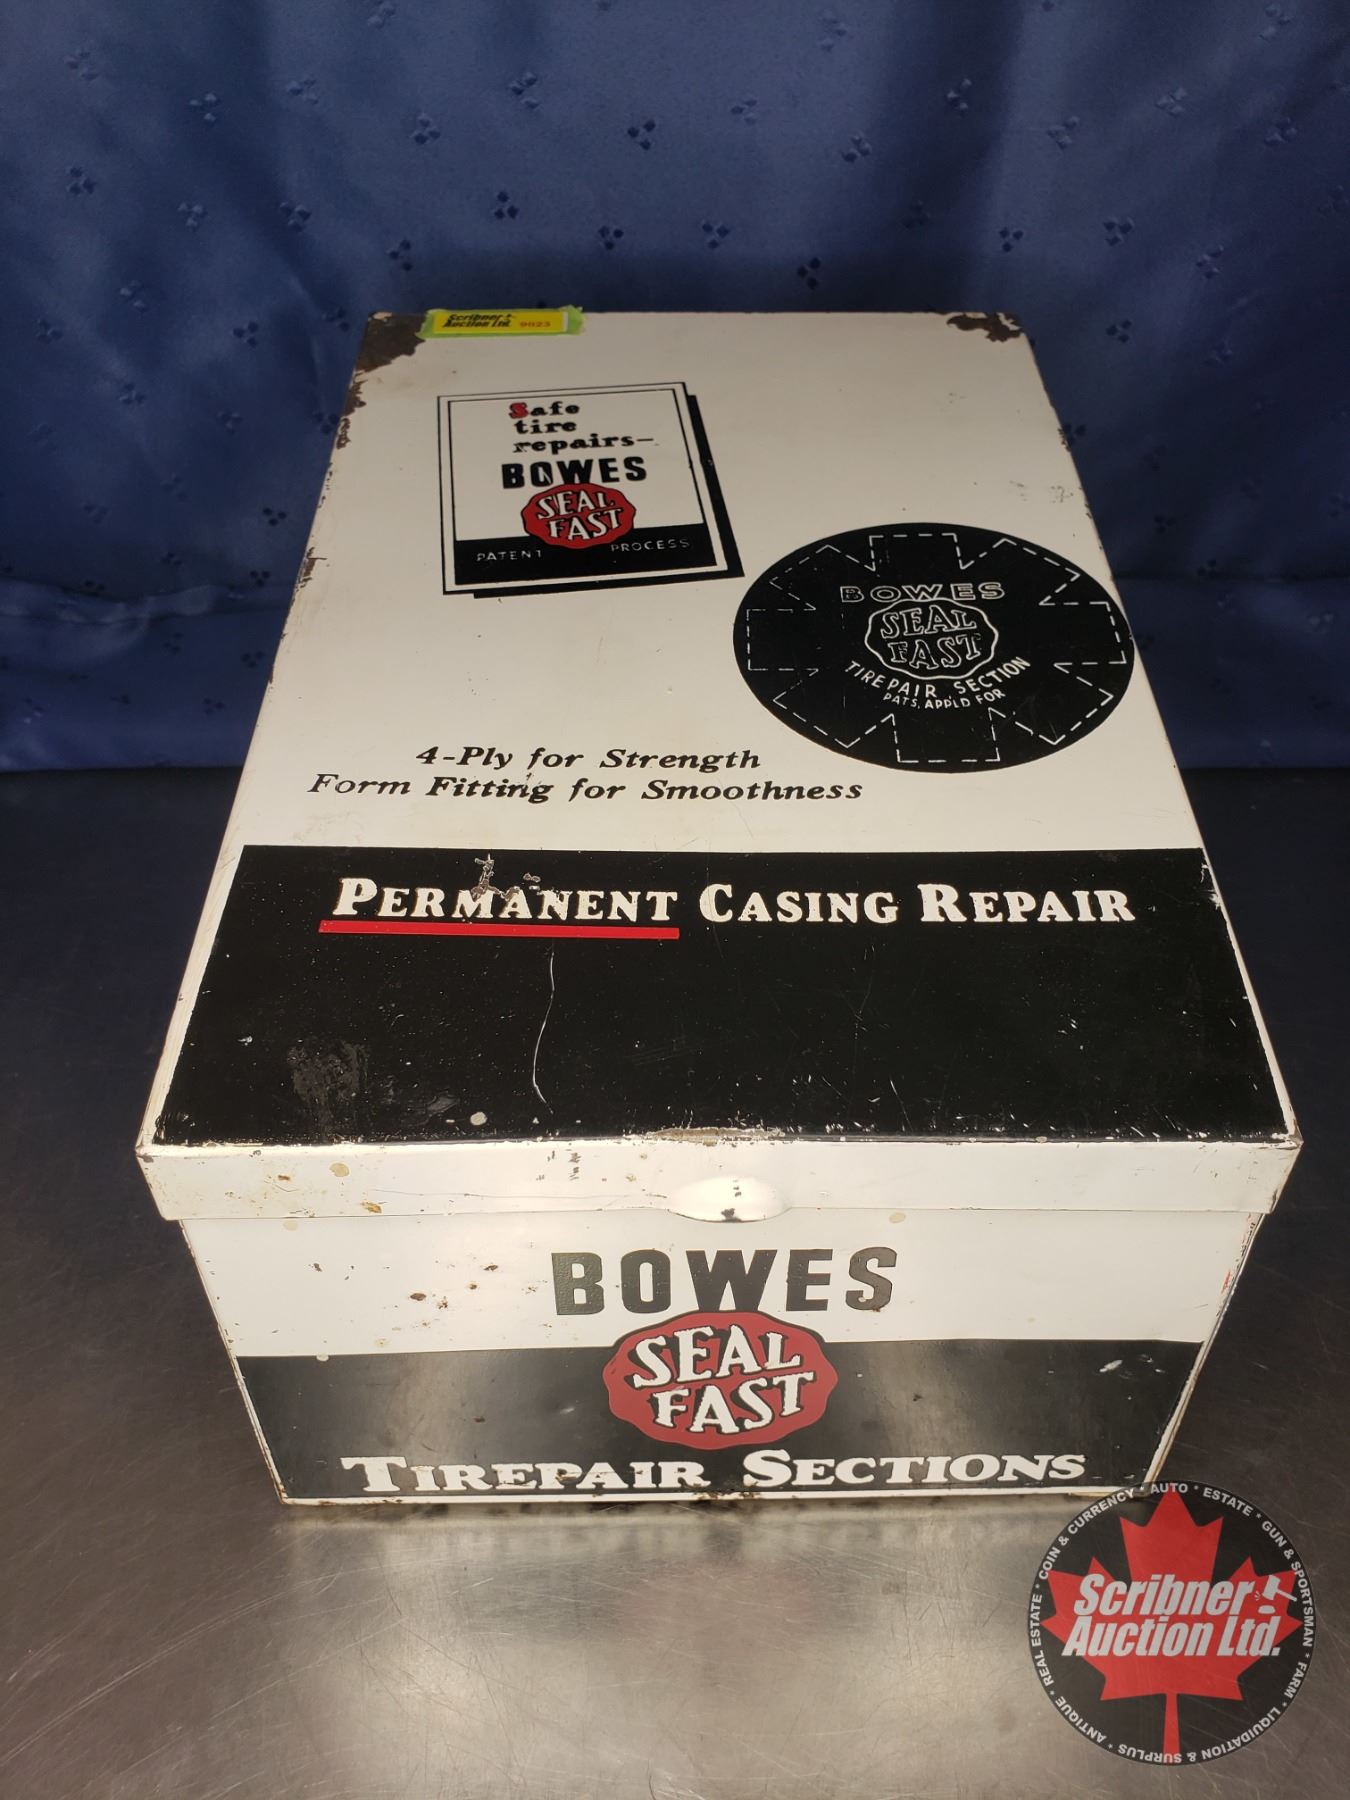 Scribner
Auction Ltd. 9023
Safe
tire
repairs-
BOWES
SEAL
FAST
PATENT PROCESS
BOWES
SEAL
FAST
TIREPAIR SECTION
PATS. APPLD FOR
4-Ply for Strength
Form Fitting for Smoothness
PERMANENT CASING REPAIR
BOWES
SEAL
FAST
TIREPAIR SECTIONS
COIN & CURRENCY * AUTO * ESTATE * GUN & SPORTSMAN * FARM * LIQUIDATION & SURPLUS * ANTIQUE * REAL ESTATE *
Scribner
Auction Ltd.